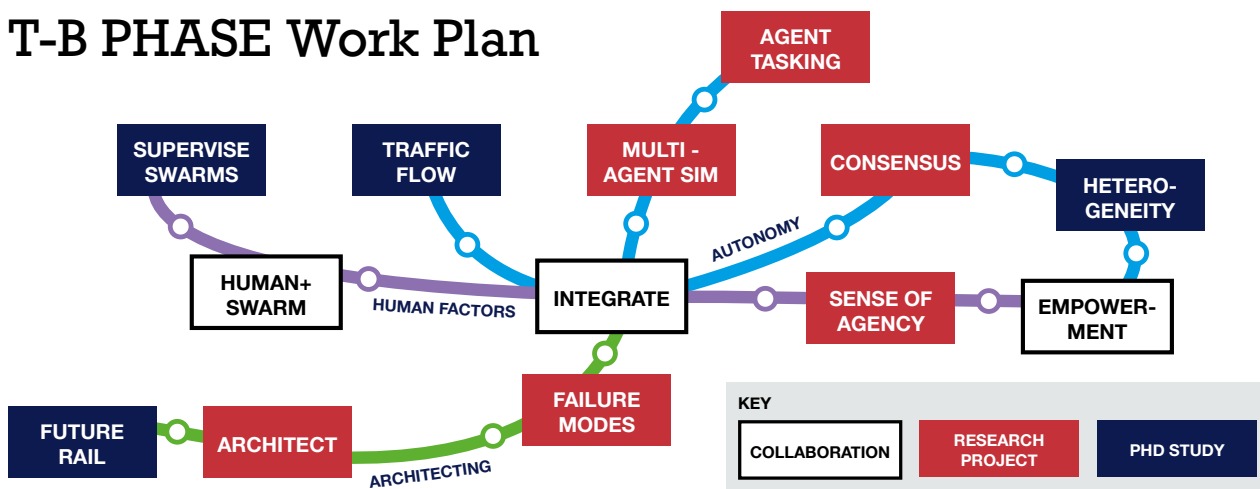 T-B PHASE Work Plan
AGENT
TASKING
SUPERVISE
SWARMS
TRAFFIC
FLOW
MULTI -
AGENT SIM
CONSENSUS
HETERO-
GENEITY
AUTONOMY
HUMAN+
SWARM
HUMAN FACTORS
INTEGRATE
SENSE OF
AGENCY
EMPOWER-
MENT
FUTURE
RAIL
ARCHITECT
ARCHITECTING
FAILURE
MODES
KEY
COLLABORATION
RESEARCH
PROJECT
PHD STUDY